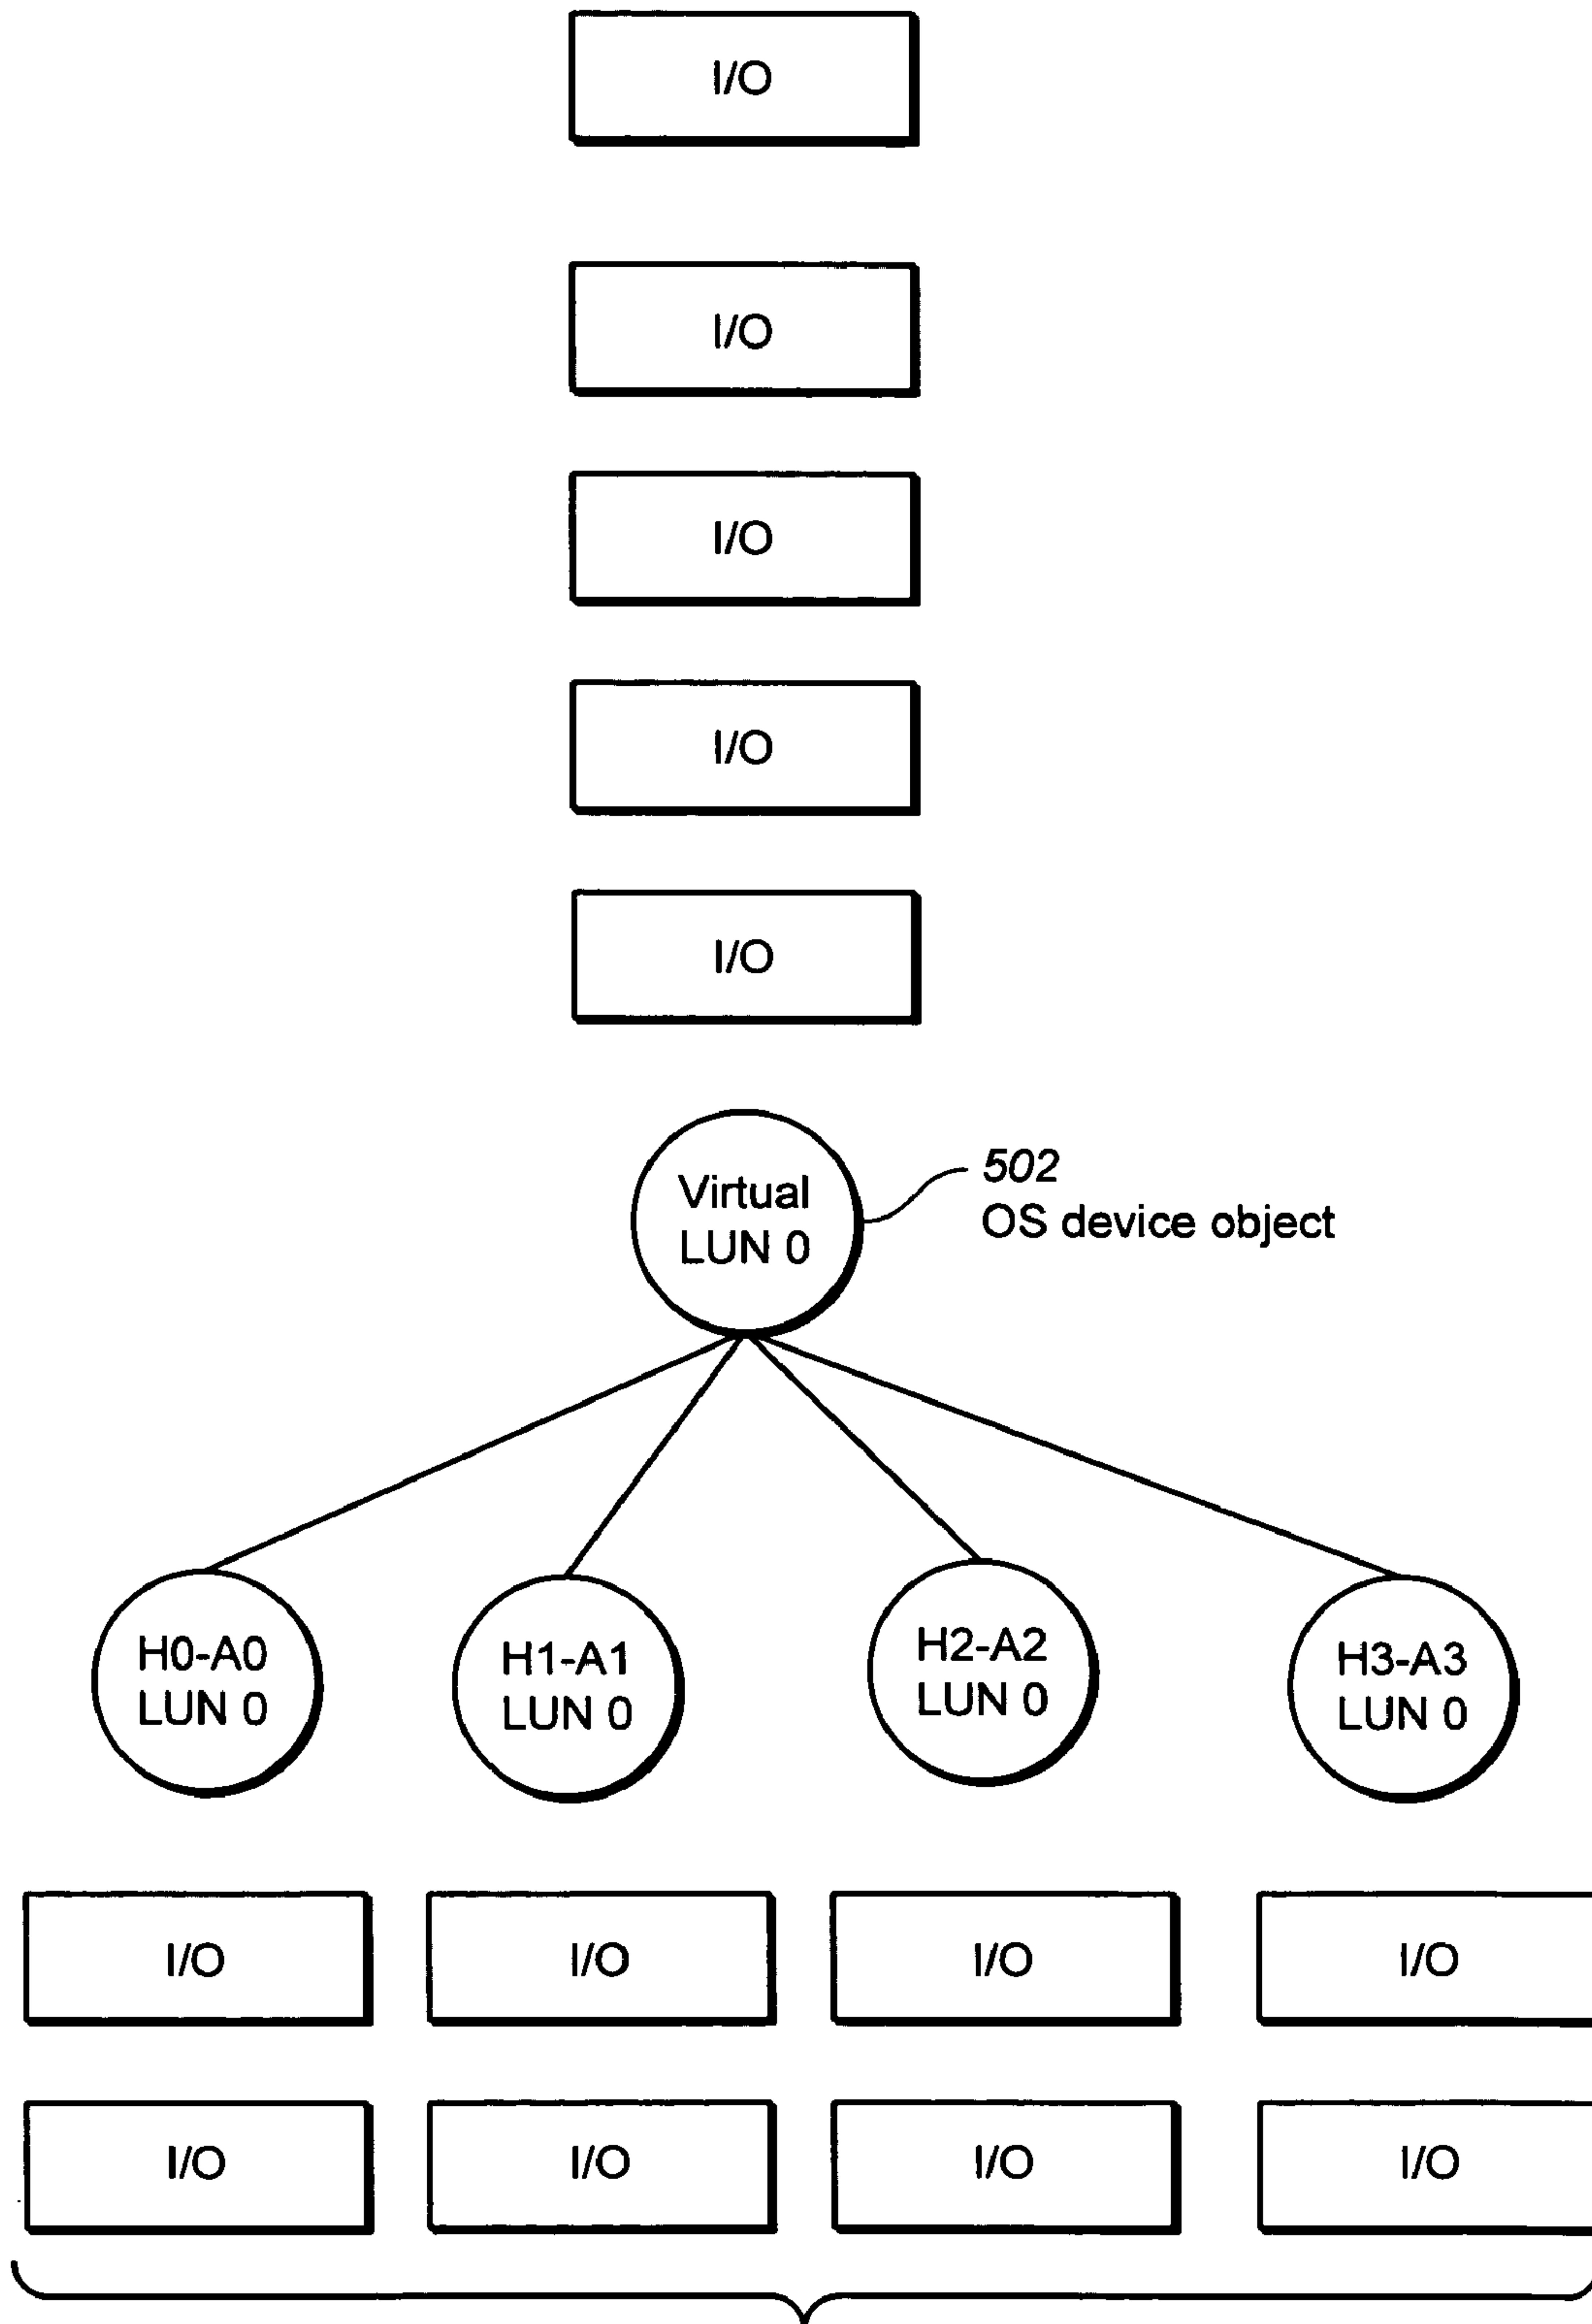 I/O
I/O
I/O
I/O
I/O
Virtual
LUN 0
502
OS device object
H0-A0
LUN 0
H1-A1
LUN 0
H2-A2
LUN 0
H3-A3
LUN 0
I/O
I/O
I/O
I/O
I/O
I/O
I/O
I/O